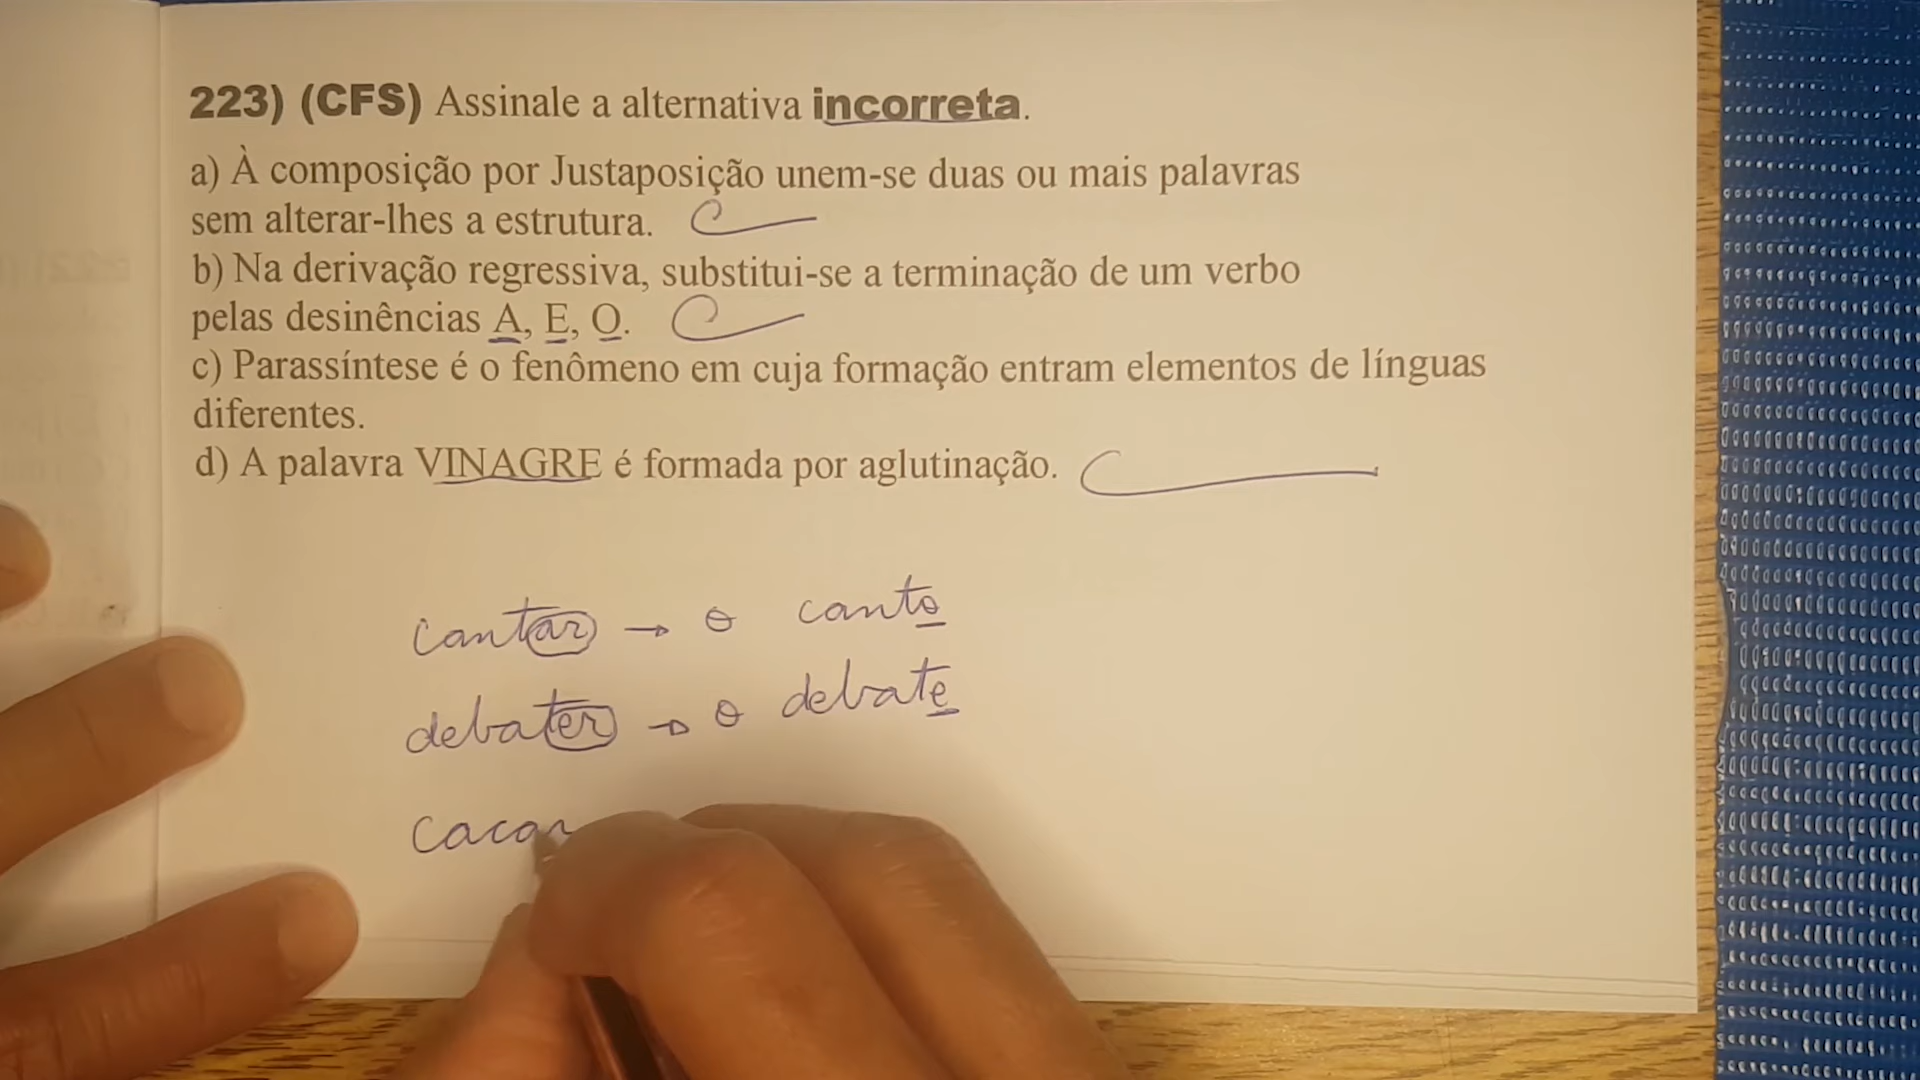 223) (CFS) Assinale a alternativa incorreta.
a) À composição por Justaposição unem-se duas ou mais palavras
sem alterar-lhes a estrutura. C
b) Na derivação regressiva, substitui-se a terminação de um verbo
pelas desinências A, E, O. C
c) Parassíntese é o fenômeno em cuja formação entram elementos de línguas
diferentes.
d) A palavra VINAGRE é formada por aglutinação. C
cantar → o canto
debater → o debate